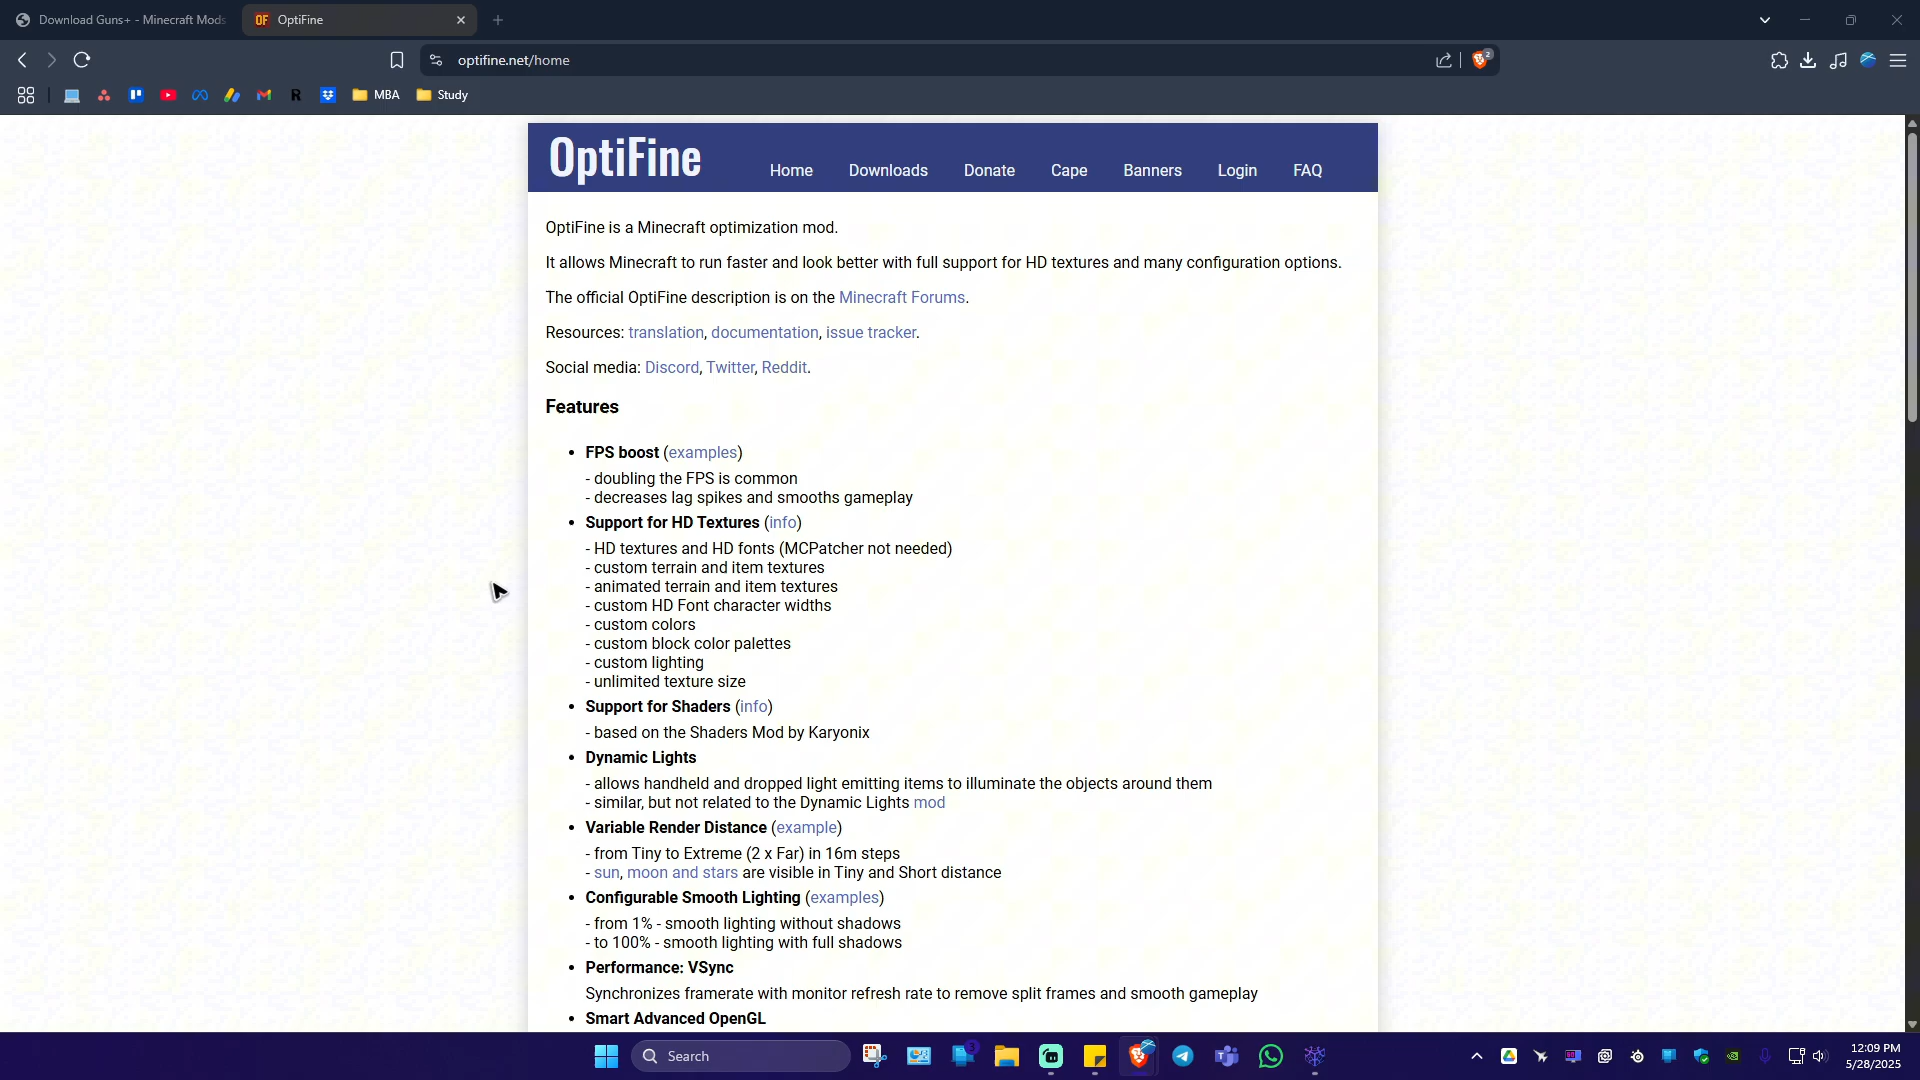 Download Guns+ - Minecraft Mods
OptiFine
optifine.net/home
2
MBA
Study
OptiFine
Home
Downloads
Donate
Cape
Banners
Login
FAQ
OptiFine is a Minecraft optimization mod.
It allows Minecraft to run faster and look better with full support for HD textures and many configuration options.
The official OptiFine description is on the Minecraft Forums.
Resources: translation, documentation, issue tracker.
Social media: Discord, Twitter, Reddit.
Features
• FPS boost (examples)
- doubling the FPS is common
- decreases lag spikes and smooths gameplay
• Support for HD Textures (info)
- HD textures and HD fonts (MCPatcher not needed)
- custom terrain and item textures
- animated terrain and item textures
- custom HD Font character widths
- custom colors
- custom block color palettes
- custom lighting
- unlimited texture size
• Support for Shaders (info)
- based on the Shaders Mod by Karyonix
• Dynamic Lights
- allows handheld and dropped light emitting items to illuminate the objects around them
- similar, but not related to the Dynamic Lights mod
• Variable Render Distance (example)
- from Tiny to Extreme (2 x Far) in 16m steps
- sun, moon and stars are visible in Tiny and Short distance
• Configurable Smooth Lighting (examples)
- from 1% - smooth lighting without shadows
- to 100% - smooth lighting with full shadows
• Performance: VSync
Synchronizes framerate with monitor refresh rate to remove split frames and smooth gameplay
• Smart Advanced OpenGL
Search
12:09 PM
5/28/2025